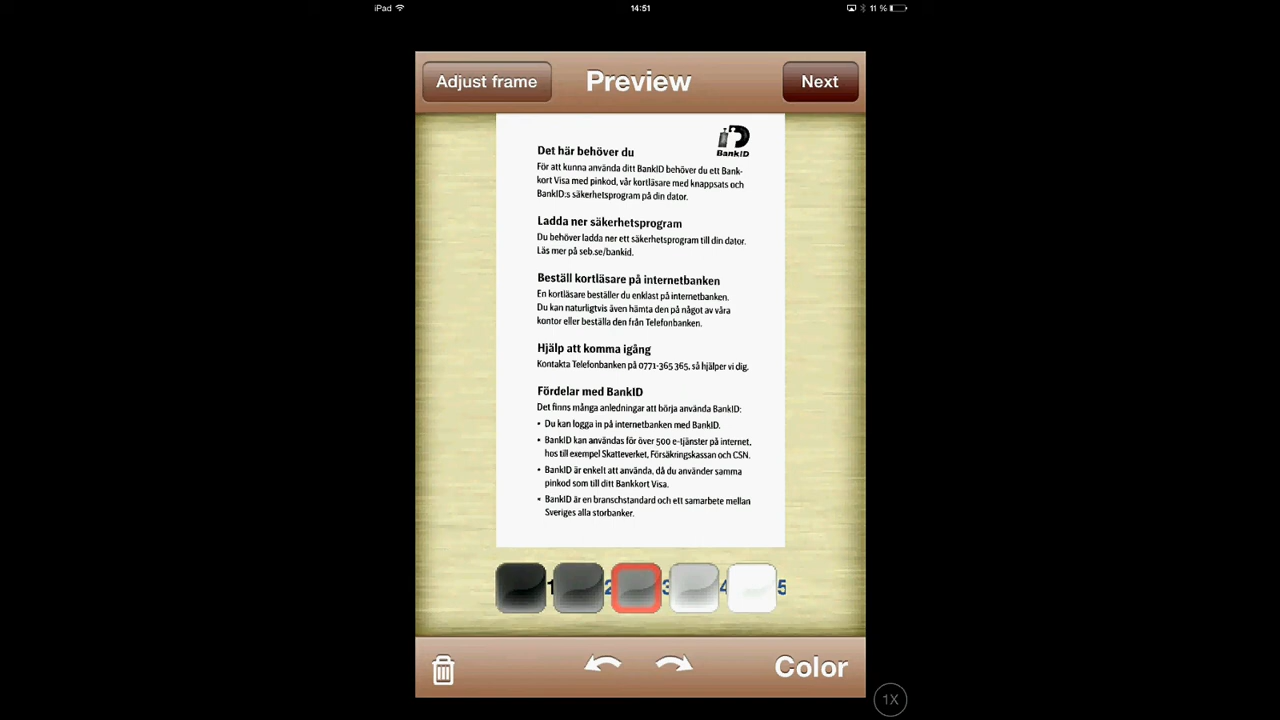 iPad
14:51
11 %
Adjust frame
Preview
Next
BankID
Det här behöver du
För att kunna använda ditt BankID behöver du ett Bank-
kort Visa med pinkod, vår kortläsare med knappsats och
BankID:s säkerhetsprogram på din dator.
Ladda ner säkerhetsprogram
Du behöver ladda ner ett säkerhetsprogram till din dator.
Läs mer på seb.se/bankid.
Beställ kortläsare på internetbanken
En kortläsare beställer du enklast på internetbanken.
Du kan naturligtvis även hämta den på något av våra
kontor eller beställa den från Telefonbanken.
Hjälp att komma igång
Kontakta Telefonbanken på 0771-365 365, så hjälper vi dig.
Fördelar med BankID
Det finns många anledningar att börja använda BankID:
• Du kan logga in på internetbanken med BankID.
• BankID kan användas för över 500 e-tjänster på internet,
hos till exempel Skatteverket, Försäkringskassan och CSN.
• BankID är enkelt att använda, då du använder samma
pinkod som till ditt Bankkort Visa.
• BankID är en branschstandard och ett samarbete mellan
Sveriges alla storbanker.
1 2 3 4 5
Color
1X